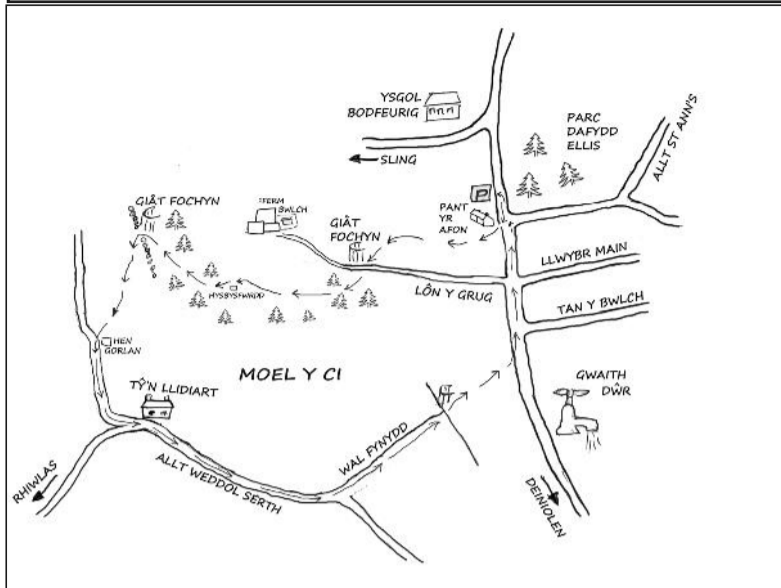 YSGOL
BODFEURIG
PARC
DAFYDD
ELLIS
ALLT ST ANN'S
SLING
P
GIÂT FOCHYN
FFERM
BWLCH
GIÂT
FOCHYN
PANT
YR
AFON
LLWYBR MAIN
LÔN Y GRUG
TAN Y BWLCH
HYSBYSFWRDD
HEN
GORLAN
MOEL Y CI
GWAITH
DŴR
TŶ'N LLIDIART
WAL FYNYDD
RHIWLAS
ALLT WEDDOL SERTH
DEINIOLEN